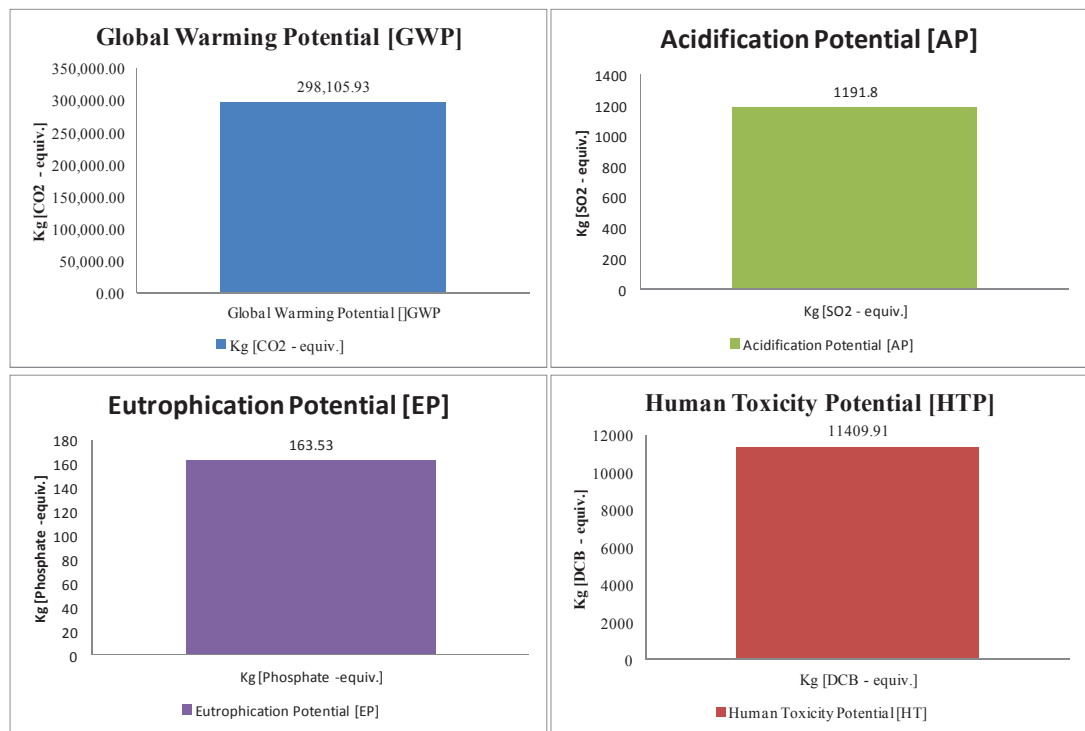 Global Warming Potential [GWP]
350,000.00
300,000.00
250,000.00
200,000.00
150,000.00
100,000.00
50,000.00
0.00
Kg [CO2 - equiv.]
298,105.93
Global Warming Potential []GWP
Kg [CO2 - equiv.]
Acidification Potential [AP]
1400
1200
1000
800
600
400
200
0
Kg [SO2 - equiv.]
1191.8
Kg [SO2 - equiv.]
Acidification Potential [AP]
Eutrophication Potential [EP]
180
160
140
120
100
80
60
40
20
0
Kg [Phosphate -equiv.]
163.53
Kg [Phosphate -equiv.]
Eutrophication Potential [EP]
Human Toxicity Potential [HTP]
12000
10000
8000
6000
4000
2000
0
Kg [DCB - equiv.]
11409.91
Kg [DCB - equiv.]
Human Toxicity Potential [HT]